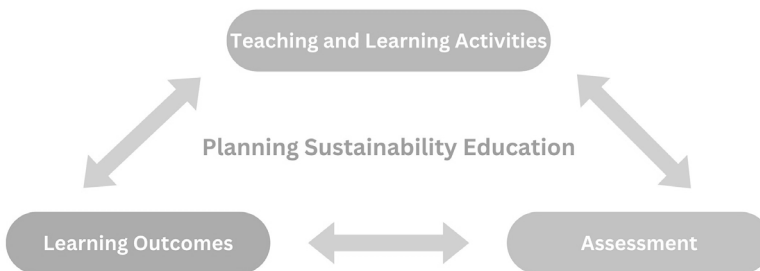 Teaching and Learning Activities
Planning Sustainability Education
Learning Outcomes
Assessment